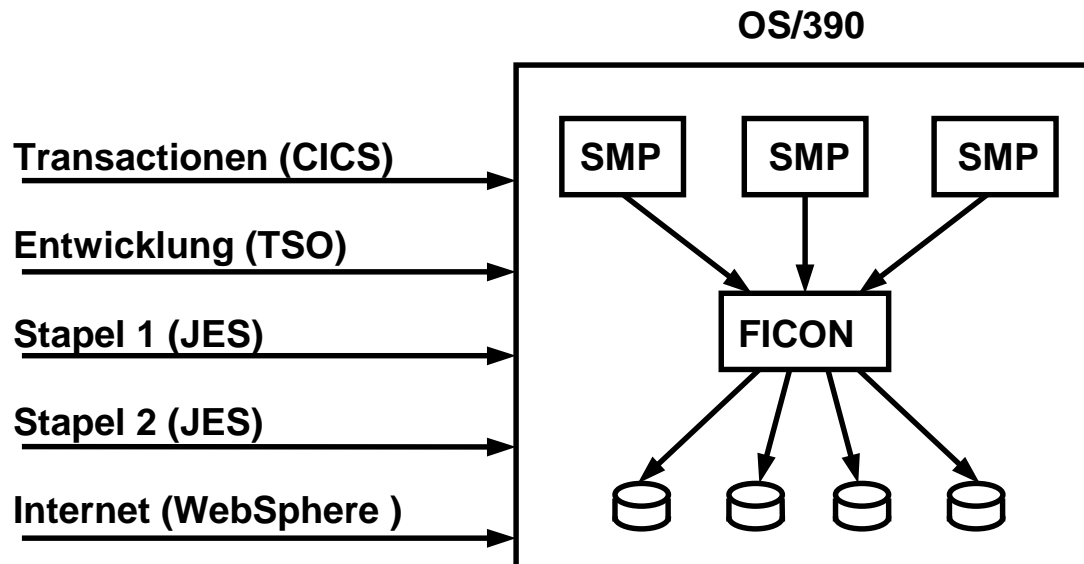 OS/390
Transactionen (CICS)
SMP
SMP
SMP
Entwicklung (TSO)
Stapel 1 (JES)
FICON
Stapel 2 (JES)
Internet (WebSphere )